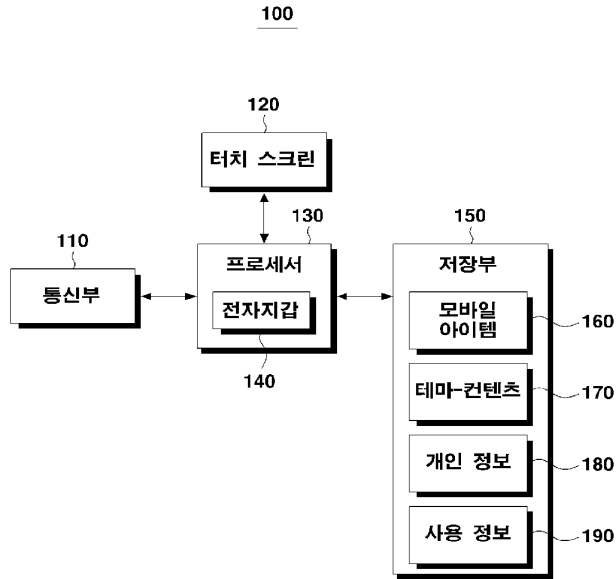 100
120
터치 스크린
130
150
110
프로세서
저장부
통신부
전자지갑
모바일
아이템
160
140
테마-컨텐츠
170
개인 정보
180
사용 정보
190